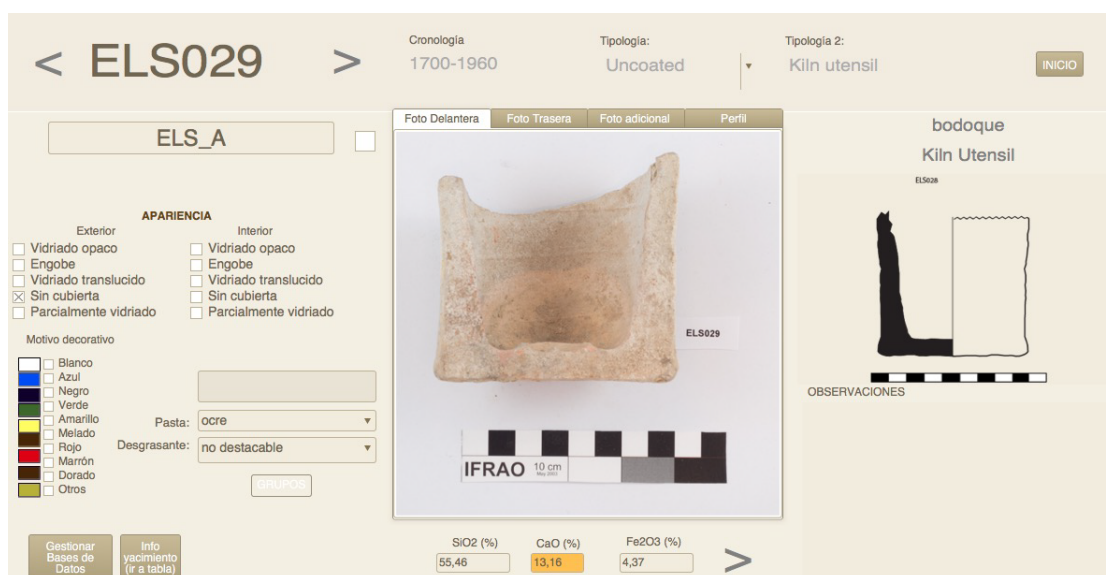 < ELS029 >
Cronología
1700-1960
Tipología:
Uncoated
Tipología 2:
Kiln utensil
INICIO
ELS_A
APARIENCIA
Exterior
Vidriado opaco
Engobe
Vidriado translucido
Sin cubierta
Parcialmente vidriado
Interior
Vidriado opaco
Engobe
Vidriado translucido
Sin cubierta
Parcialmente vidriado
Motivo decorativo
Blanco
Azul
Negro
Verde
Amarillo
Melado
Rojo
Marrón
Dorado
Otros
Pasta: ocre
Desgrasante: no destacable
GRUPOS
Gestionar
Bases de
Datos
Info
yacimiento
(ir a tabla)
Foto Delantera Foto Trasera Foto adicional Perfil
ELS029
IFRAO 10 cm
SiO2 (%) CaO (%) Fe2O3 (%)
55,46 13,16 4,37 >
bodoque
Kiln Utensil
ELS028
OBSERVACIONES